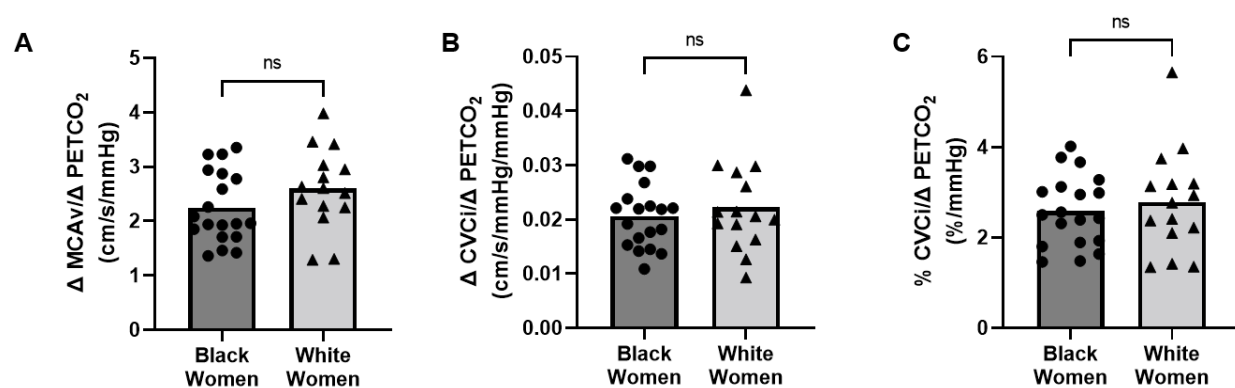 A
Δ MCAv/Δ PETCO₂
(cm/s/mmHg)
5
4
3
2
1
0
ns
Black
Women
White
Women
B
Δ CVCi/Δ PETCO₂
(cm/s/mmHg/mmHg)
0.05
0.04
0.03
0.02
0.01
0.00
ns
Black
Women
White
Women
C
% CVCi/Δ PETCO₂
(%/mmHg)
6
4
2
0
ns
Black
Women
White
Women